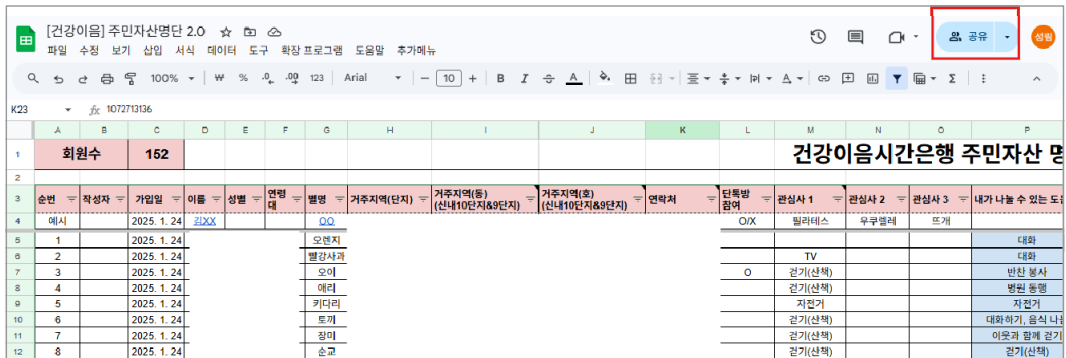 [건강이음] 주민자산명단 2.0
파일 수정 보기 삽입 서식 데이터 도구 확장 프로그램 도움말 추가메뉴
공유
성림
100% ₩ % .0 .00 123 Arial 10 B I A
K23 fx 1072713136
A B C D E F G H I J K L M N O P
1 회원수 152 건강이음시간은행 주민자산 명
2
3 순번 작성자 가입일 이름 성별 연령대 별명 거주지역(단지) 거주지역(동) (신내10단지&9단지) 거주지역(호) (신내10단지&9단지) 연락처 단톡방 참여 관심사 1 관심사 2 관심사 3 내가 나눌 수 있는 도
4 예시 2025. 1. 24 김XX OO O/X 필라테스 우쿠렐레 뜨개
5 1 2025. 1. 24 오렌지 대화
6 2 2025. 1. 24 빨강사과 TV 대화
7 3 2025. 1. 24 오이 O 걷기(산책) 반찬 봉사
8 4 2025. 1. 24 애리 걷기(산책) 병원 동행
9 5 2025. 1. 24 키다리 자전거 자전거
10 6 2025. 1. 24 토끼 걷기(산책) 대화하기, 음식 나
11 7 2025. 1. 24 장미 걷기(산책) 이웃과 함께 걷기
12 8 2025. 1. 24 순교 걷기(산책) 걷기(산책)